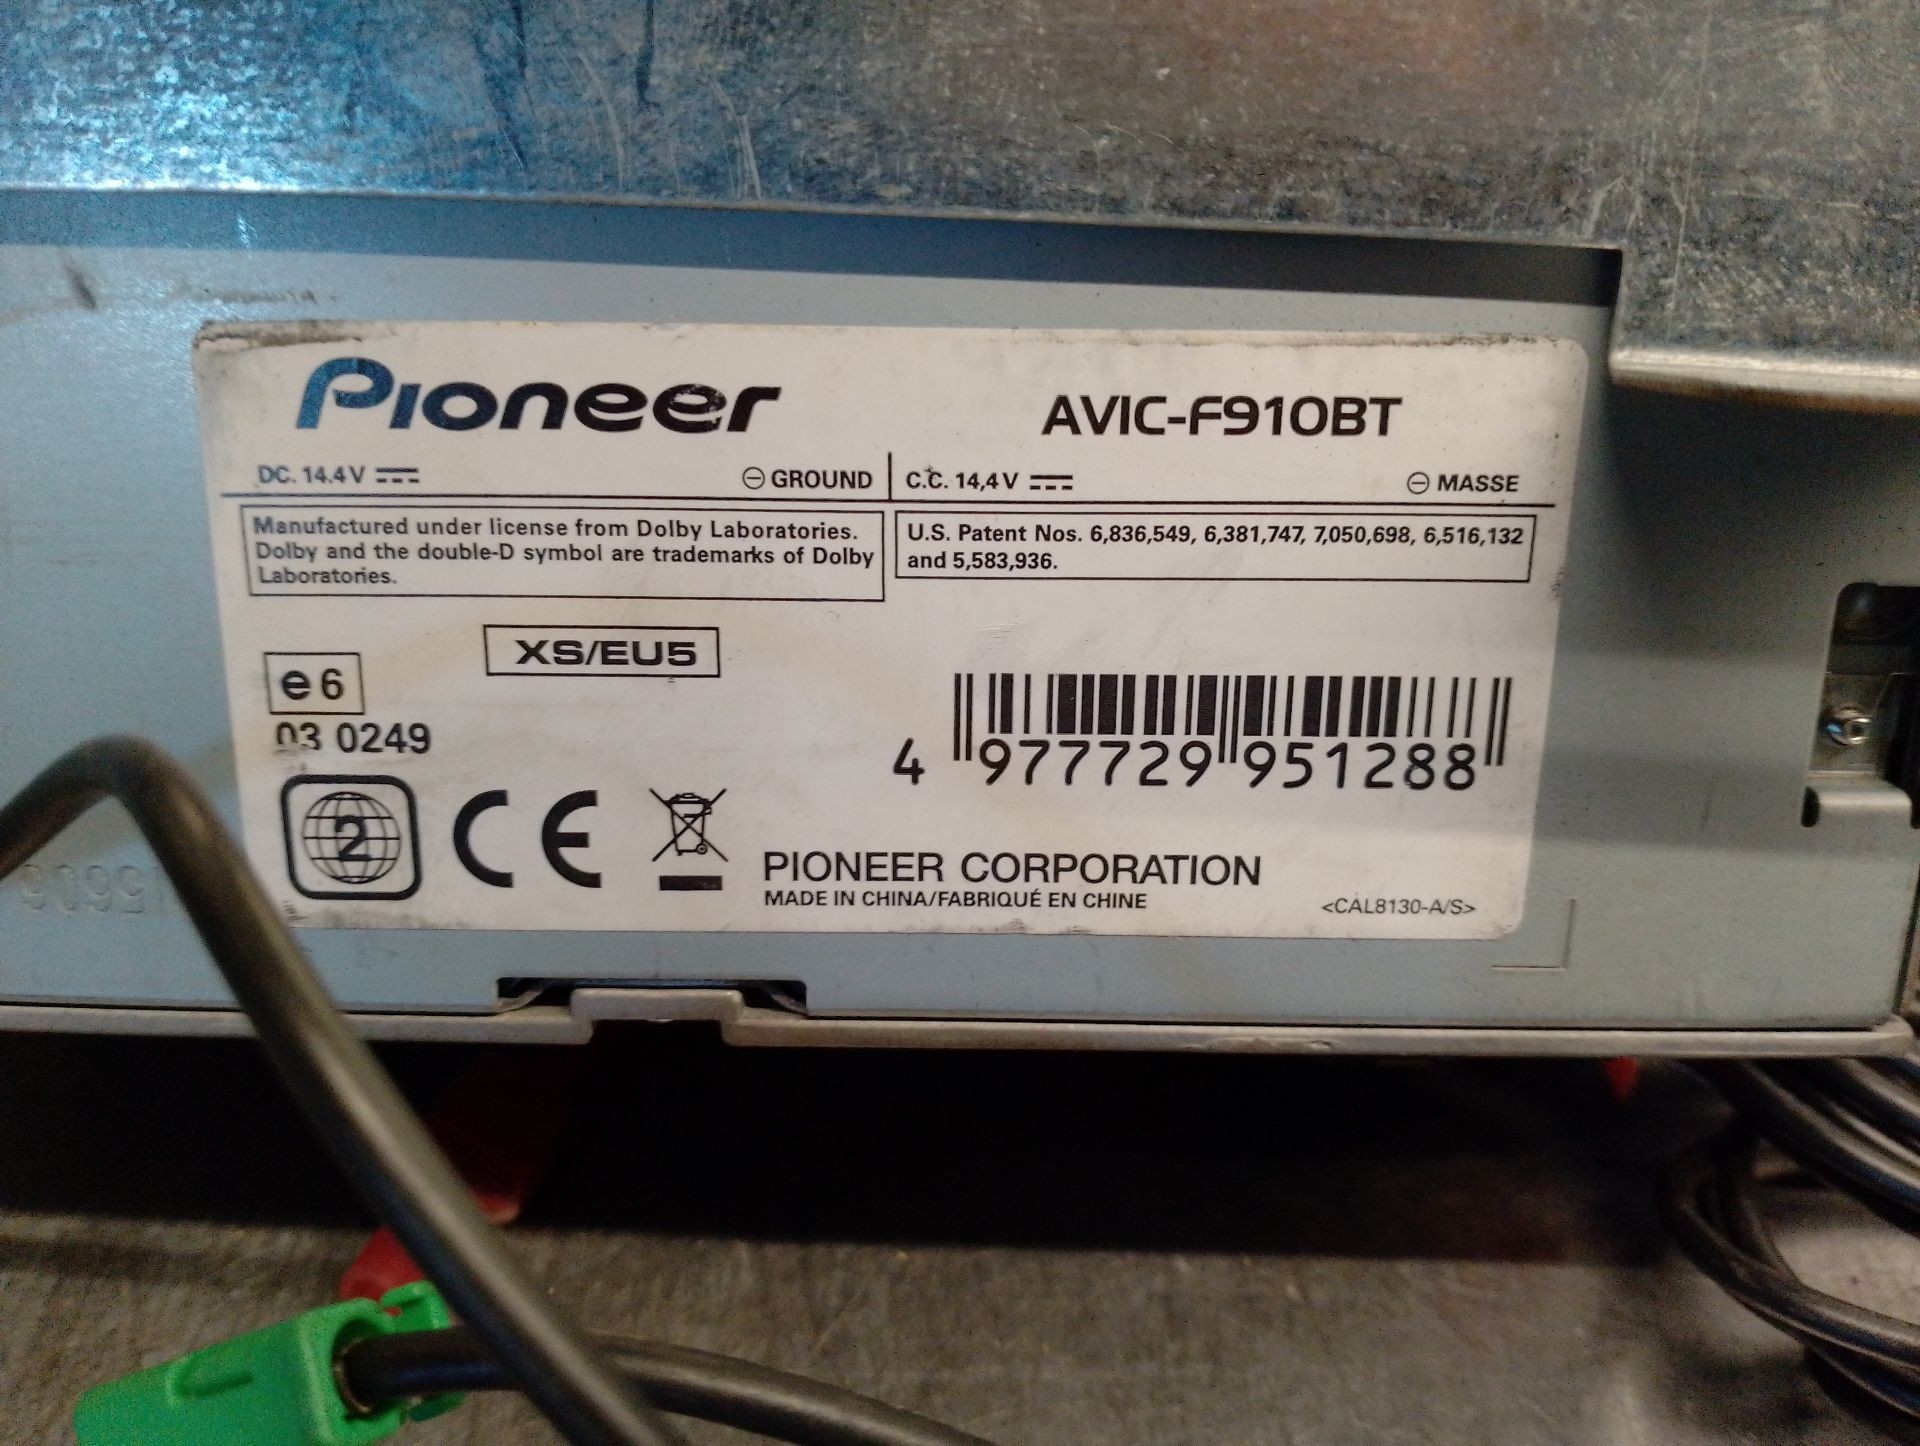 Pioneer
AVIC-F910BT
DC. 14.4V ⎓ ⊖ GROUND
C.C. 14,4V ⎓ ⊖ MASSE
Manufactured under license from Dolby Laboratories.
Dolby and the double-D symbol are trademarks of Dolby
Laboratories.
U.S. Patent Nos. 6,836,549, 6,381,747, 7,050,698, 6,516,132
and 5,583,936.
XS/EU5
e6
03 0249
4 977729 951288
2
CE
PIONEER CORPORATION
MADE IN CHINA/FABRIQUÉ EN CHINE
<CAL8130-A/S>